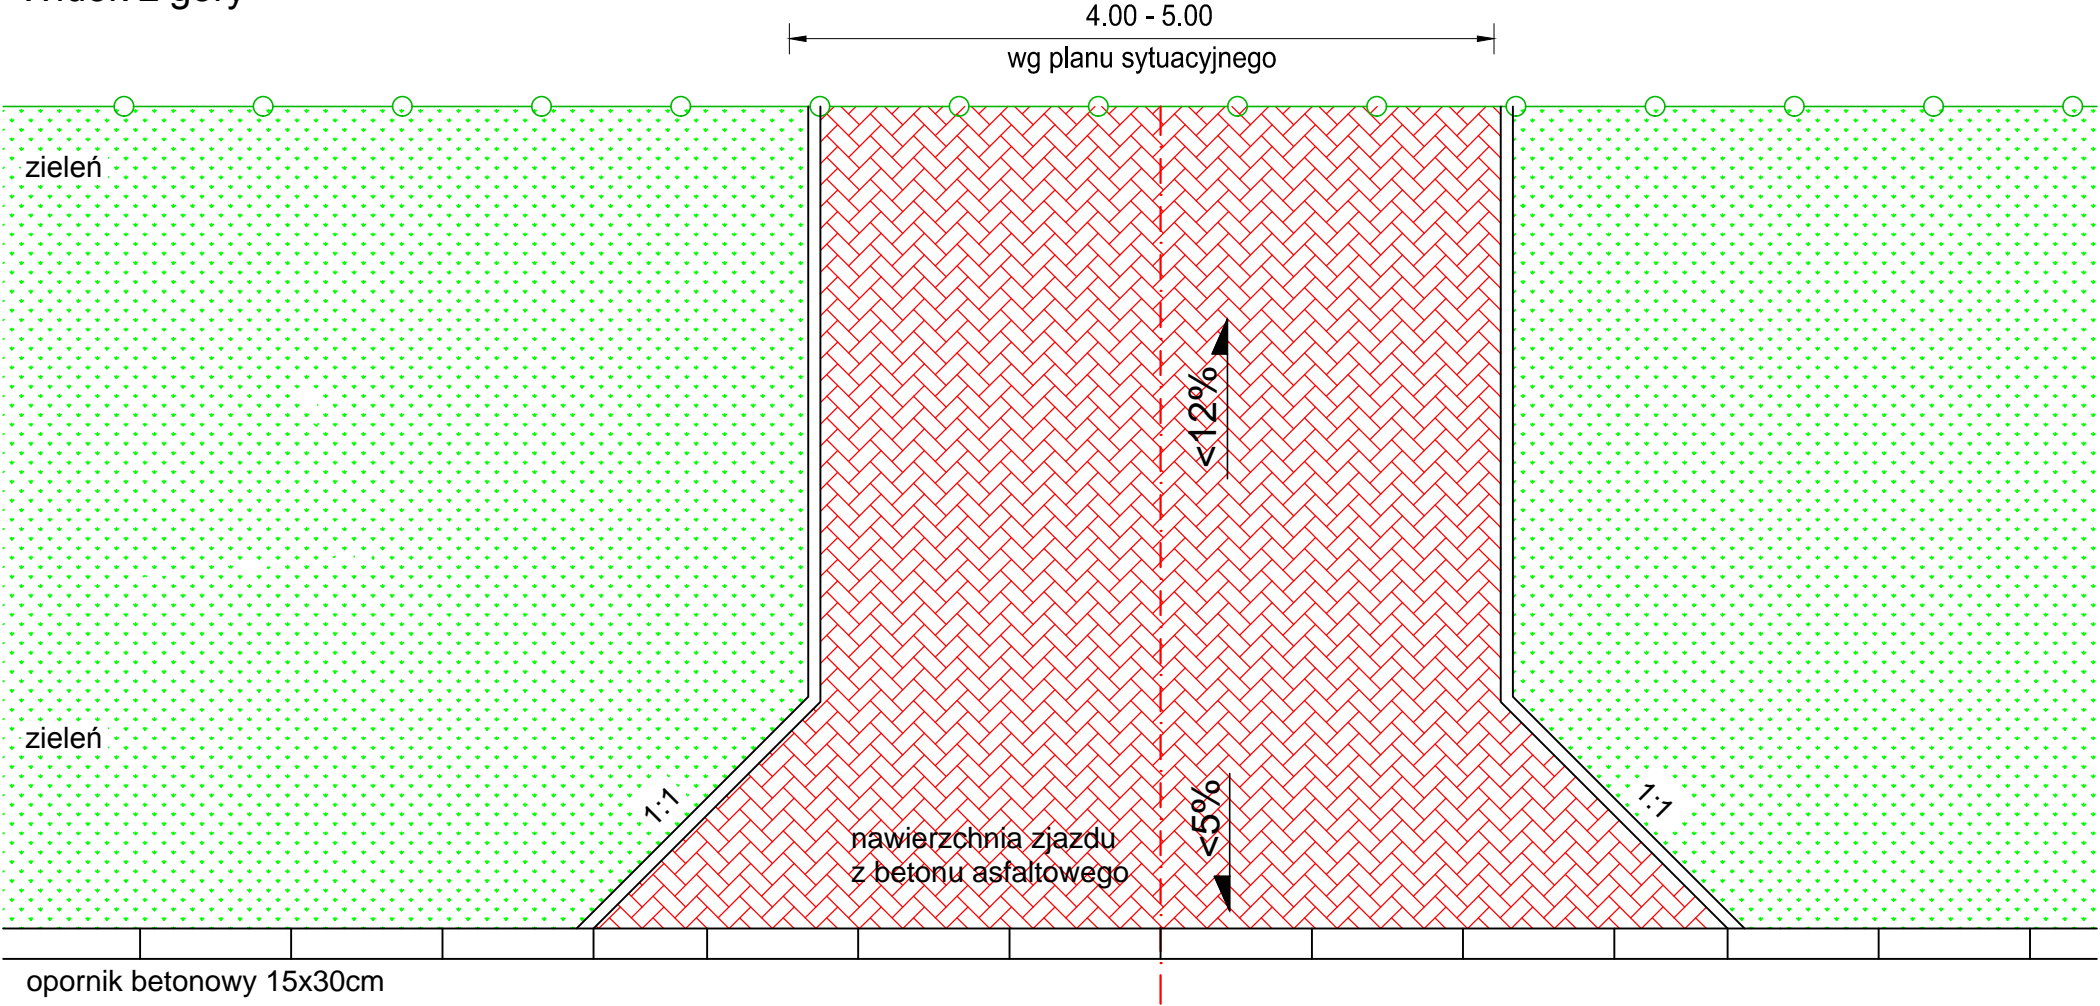 4.00 - 5.00
wg planu sytuacyjnego
zieleń
<12%
zieleń
1:1
1:1
<5%
nawierzchnia zjazdu
z betonu asfaltowego
opornik betonowy 15x30cm